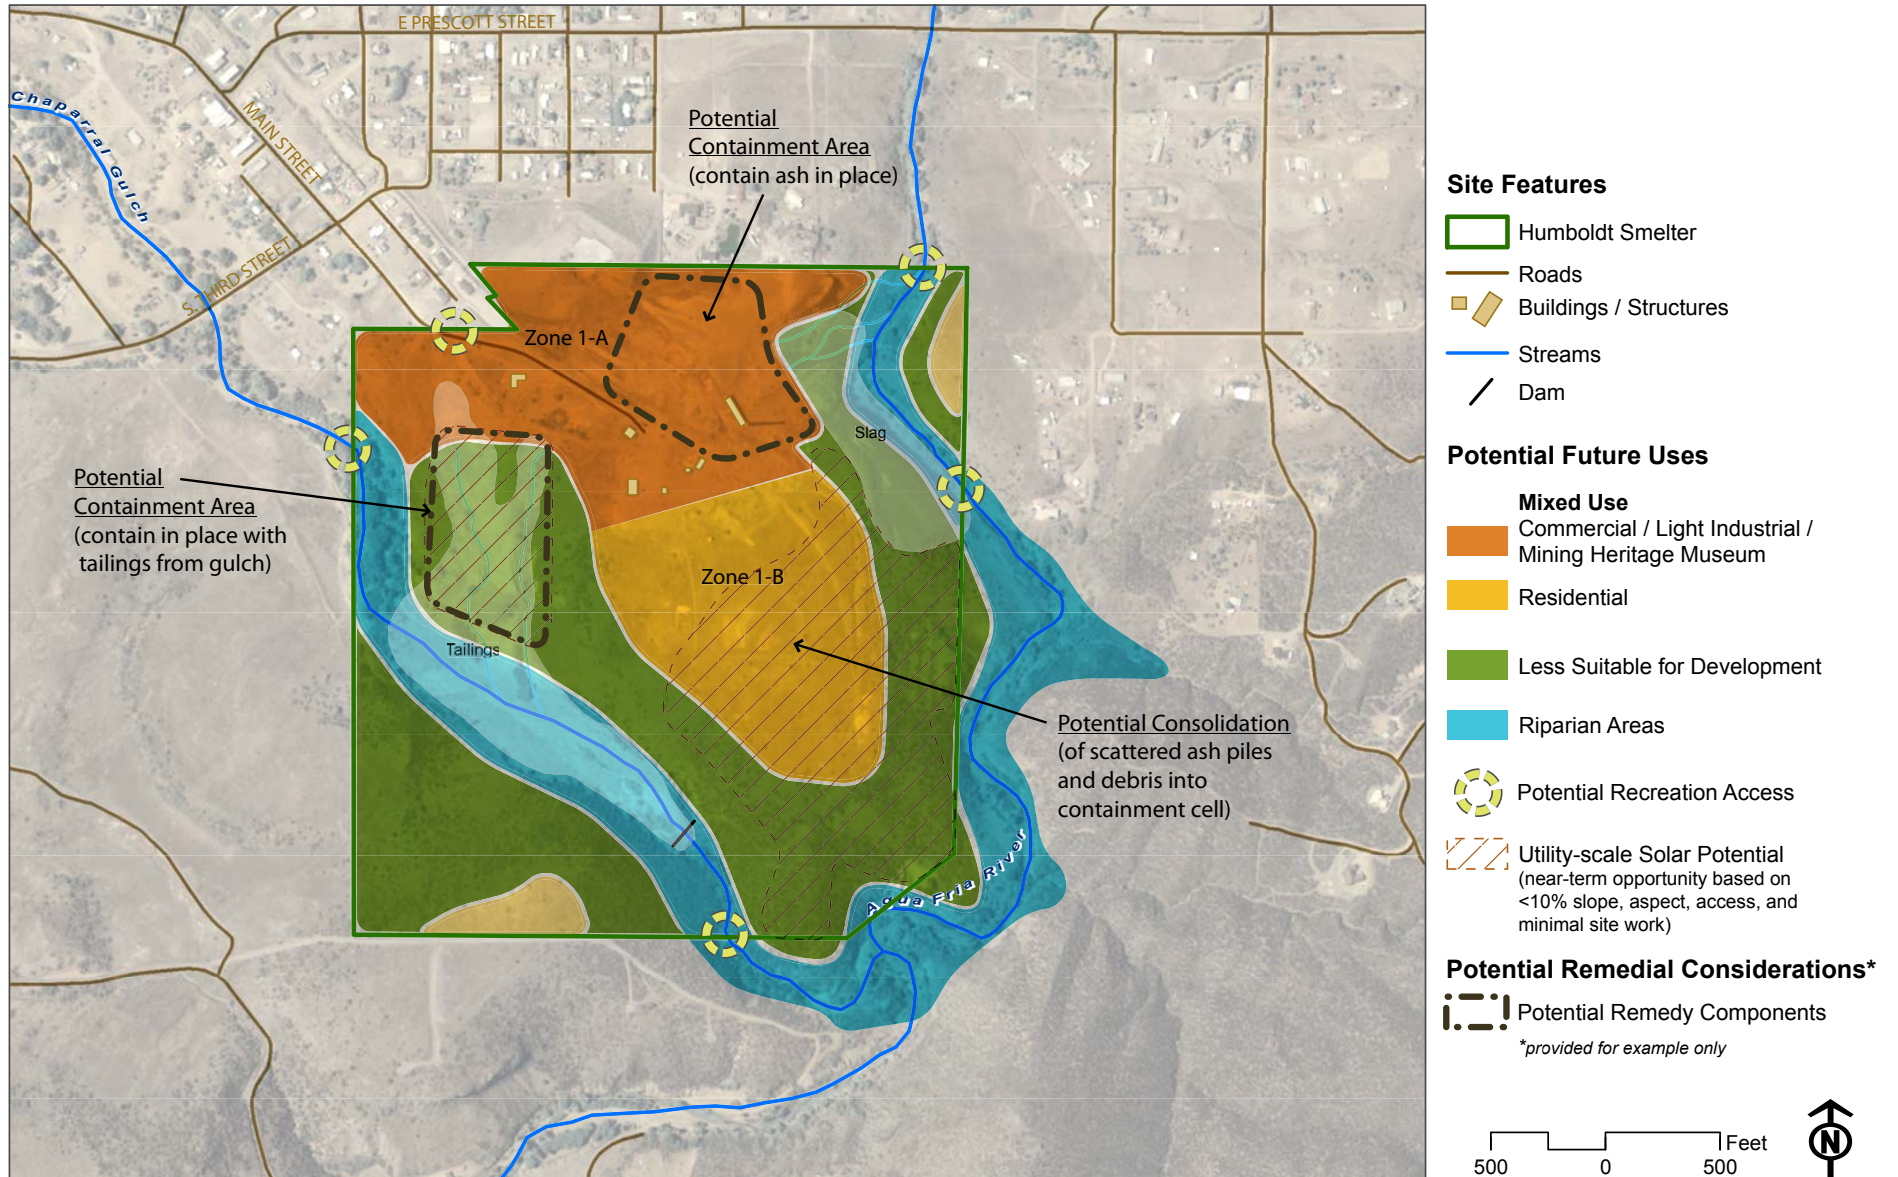 E PRESCOTT STREET
Chaparral Gulch
MAIN STREET
S. THIRD STREET
Potential
Containment Area
(contain ash in place)
Zone 1-A
Slag
Potential
Containment Area
(contain in place with
tailings from gulch)
Zone 1-B
Tailings
Potential Consolidation
(of scattered ash piles
and debris into
containment cell)
Agua Fria River
Site Features
Humboldt Smelter
Roads
Buildings / Structures
Streams
Dam
Potential Future Uses
Mixed Use
Commercial / Light Industrial /
Mining Heritage Museum
Residential
Less Suitable for Development
Riparian Areas
Potential Recreation Access
Utility-scale Solar Potential
(near-term opportunity based on
<10% slope, aspect, access, and
minimal site work)
Potential Remedial Considerations*
Potential Remedy Components
*provided for example only
Feet
500 0 500
N